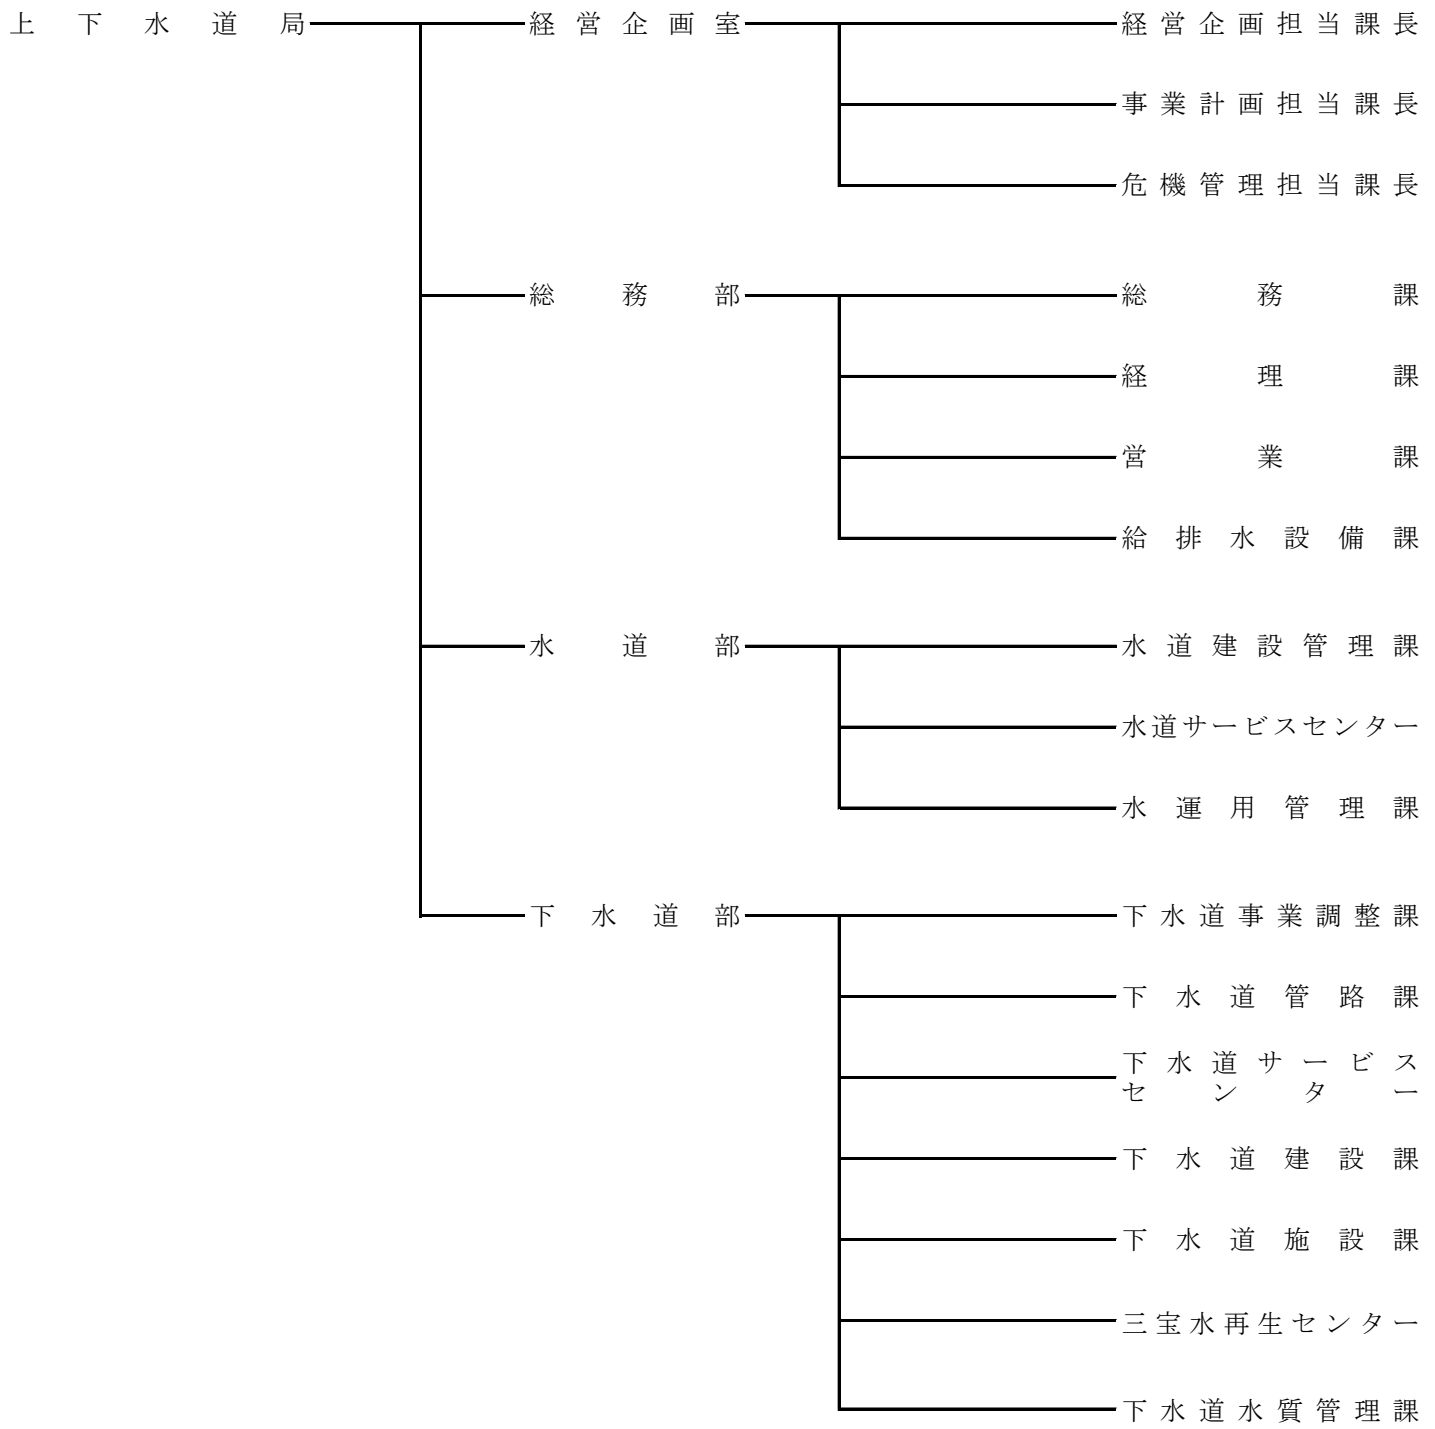 上下水道局 経営企画室 経営企画担当課長
事業計画担当課長
危機管理担当課長
総務部 総務課
経理課
営業課
給排水設備課
水道部 水道建設管理課
水道サービスセンター
水運用管理課
下水道部 下水道事業調整課
下水道管路課
下水道サービス
センター
下水道建設課
下水道施設課
三宝水再生センター
下水道水質管理課